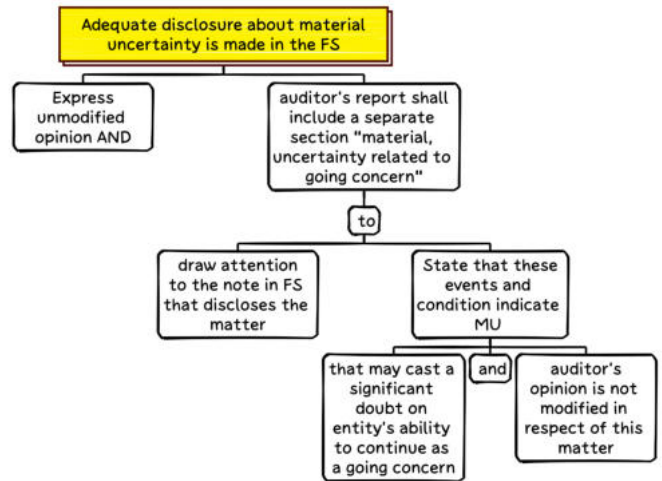 Adequate disclosure about material
uncertainty is made in the FS
Express
unmodified
opinion AND
auditor's report shall
include a separate
section "material,
uncertainty related to
going concern"
to
draw attention
to the note in FS
that discloses the
matter
State that these
events and
condition indicate
MU
that may cast a
significant
doubt on
entity's ability
to continue as
a going concern
and
auditor's
opinion is not
modified in
respect of this
matter